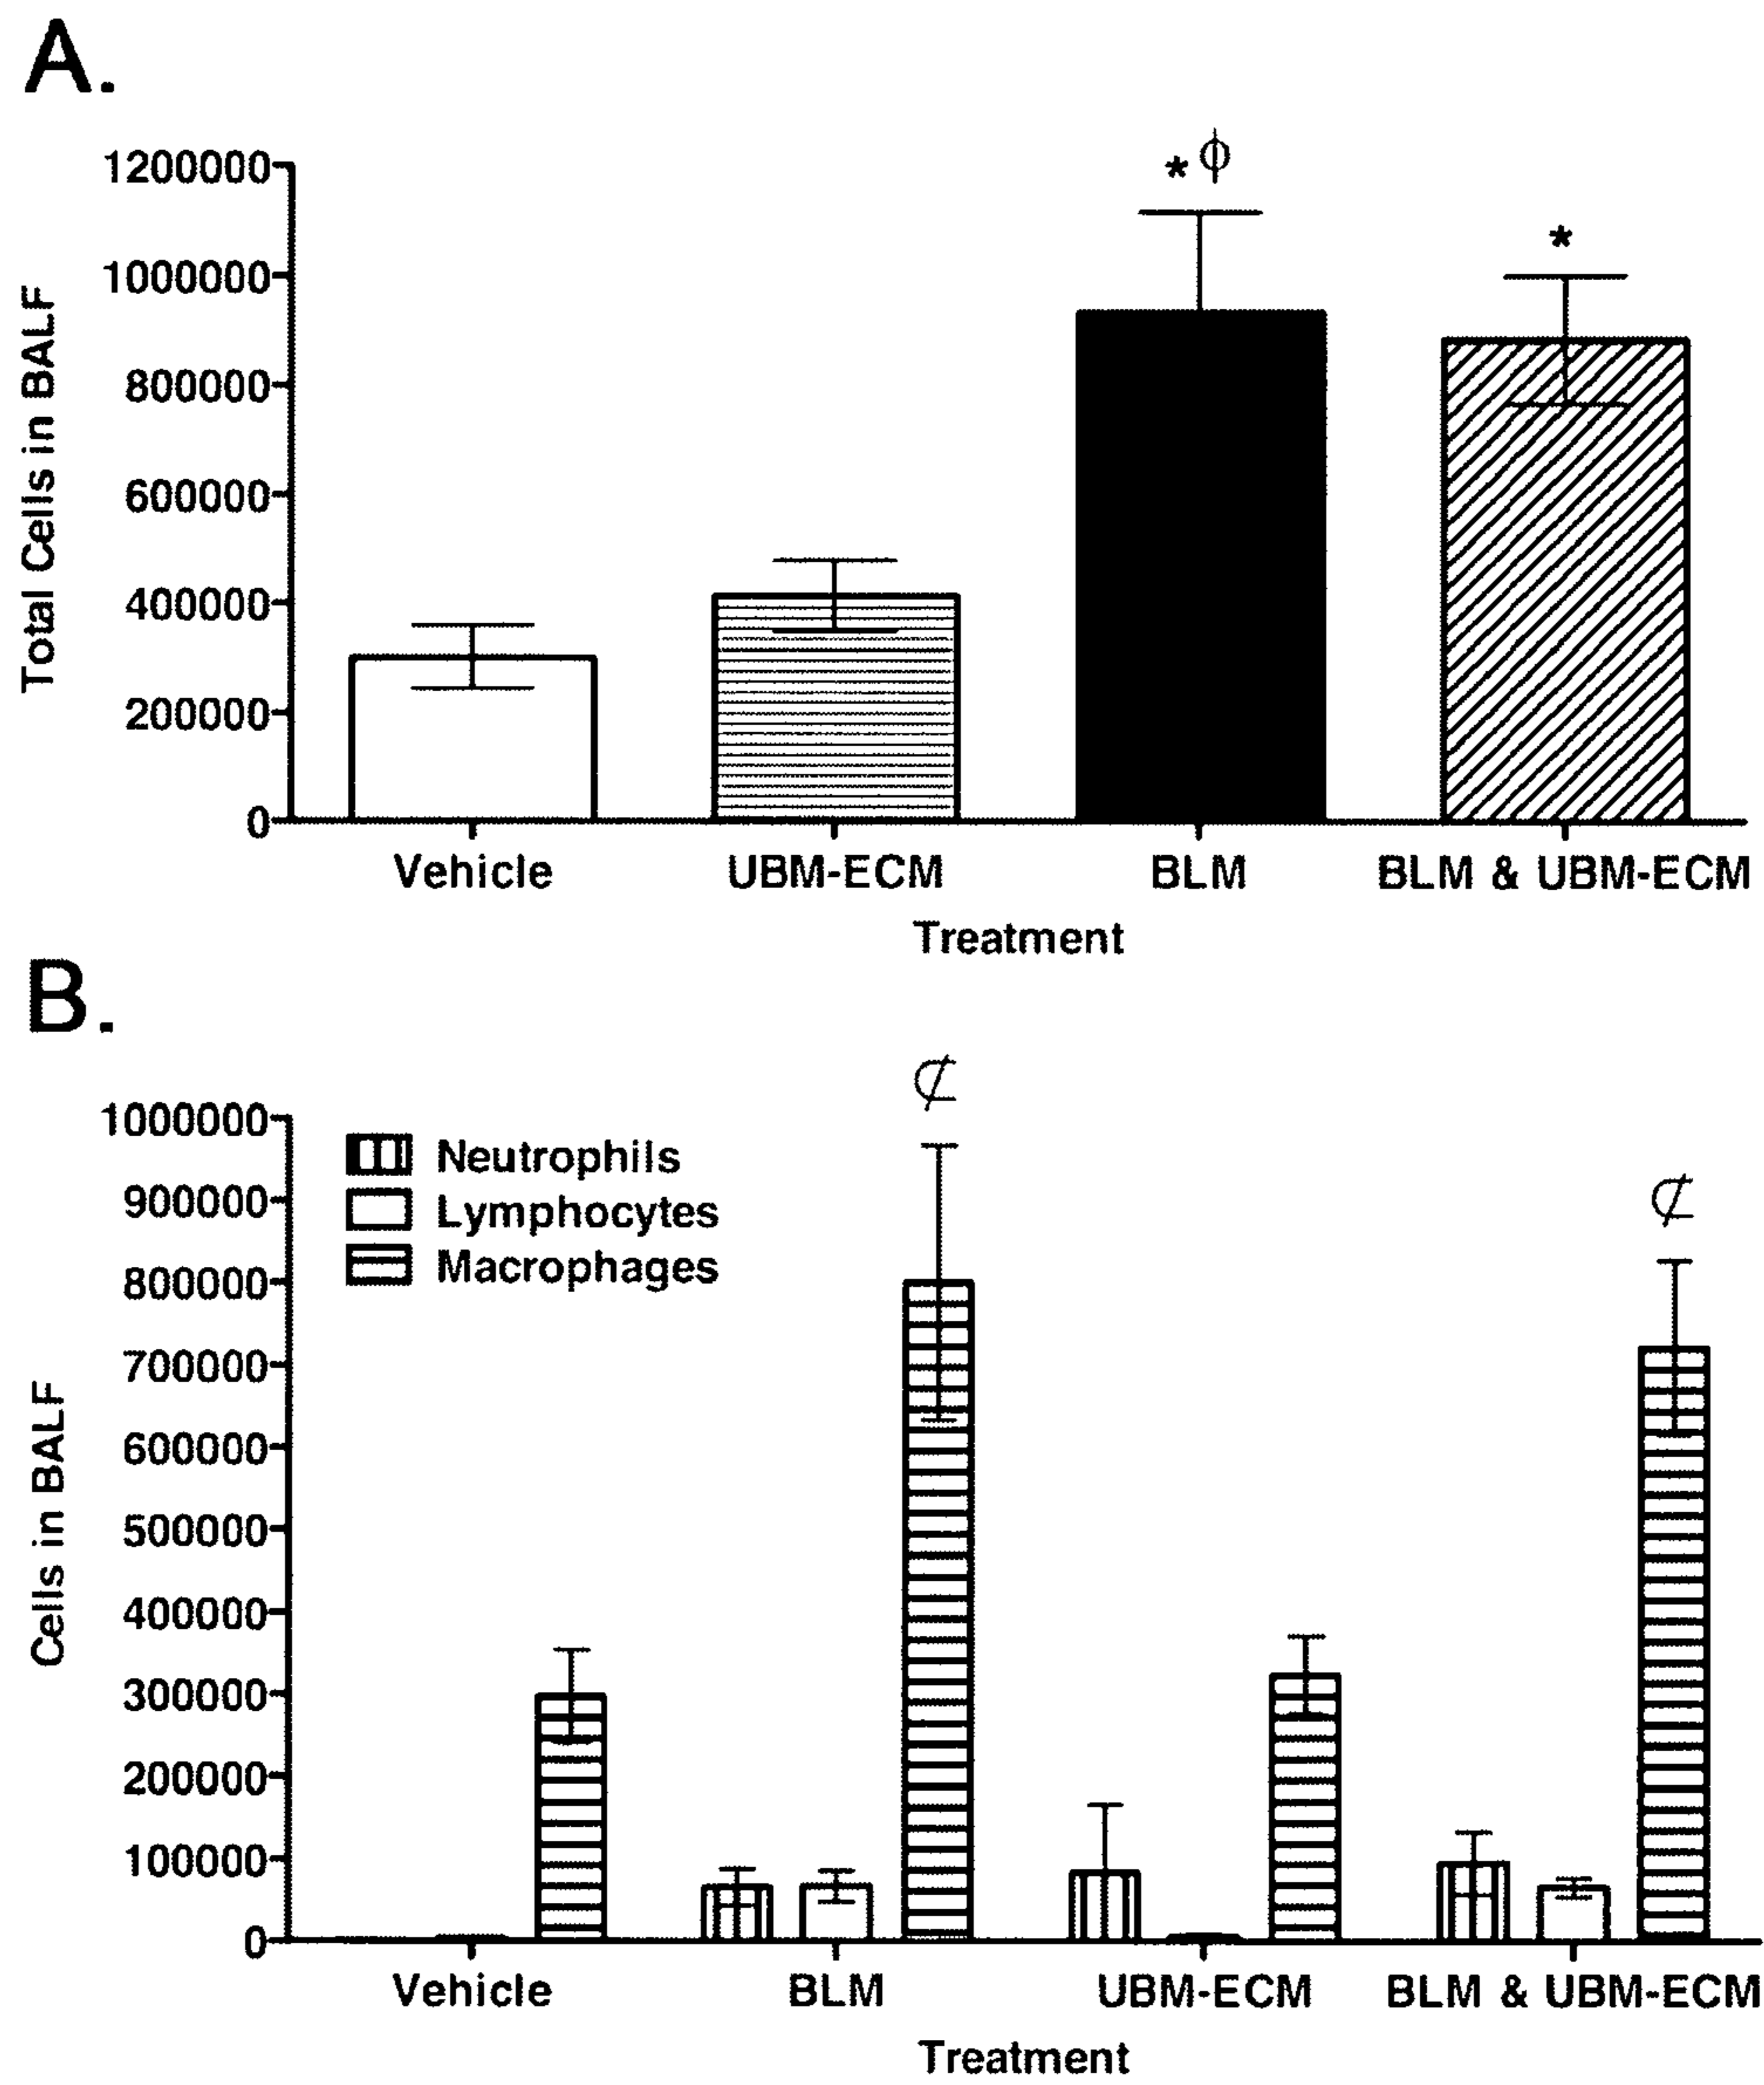 A.
Total Cells in BALF
1200000
1000000
800000
600000
400000
200000
0
* ϕ
*
Vehicle UBM-ECM BLM BLM & UBM-ECM
Treatment
B.
Cells in BALF
1000000
900000
800000
700000
600000
500000
400000
300000
200000
100000
0
Neutrophils
Lymphocytes
Macrophages
⊄
⊄
Vehicle BLM UBM-ECM BLM & UBM-ECM
Treatment